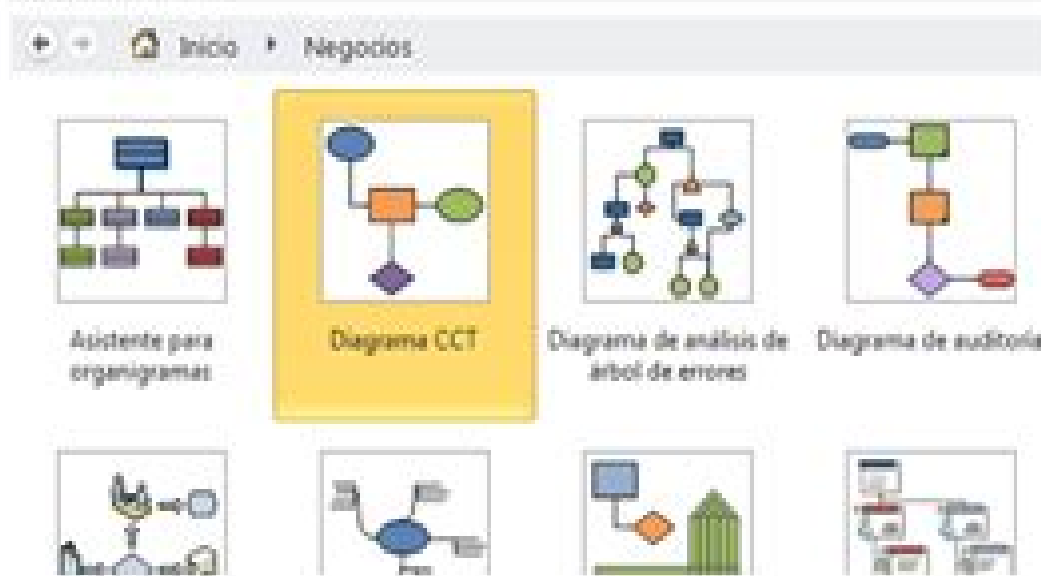 Inicio Negocios
Asistente para
organigramas
Diagrama CCT
Diagrama de análisis de
árbol de errores
Diagrama de auditoría